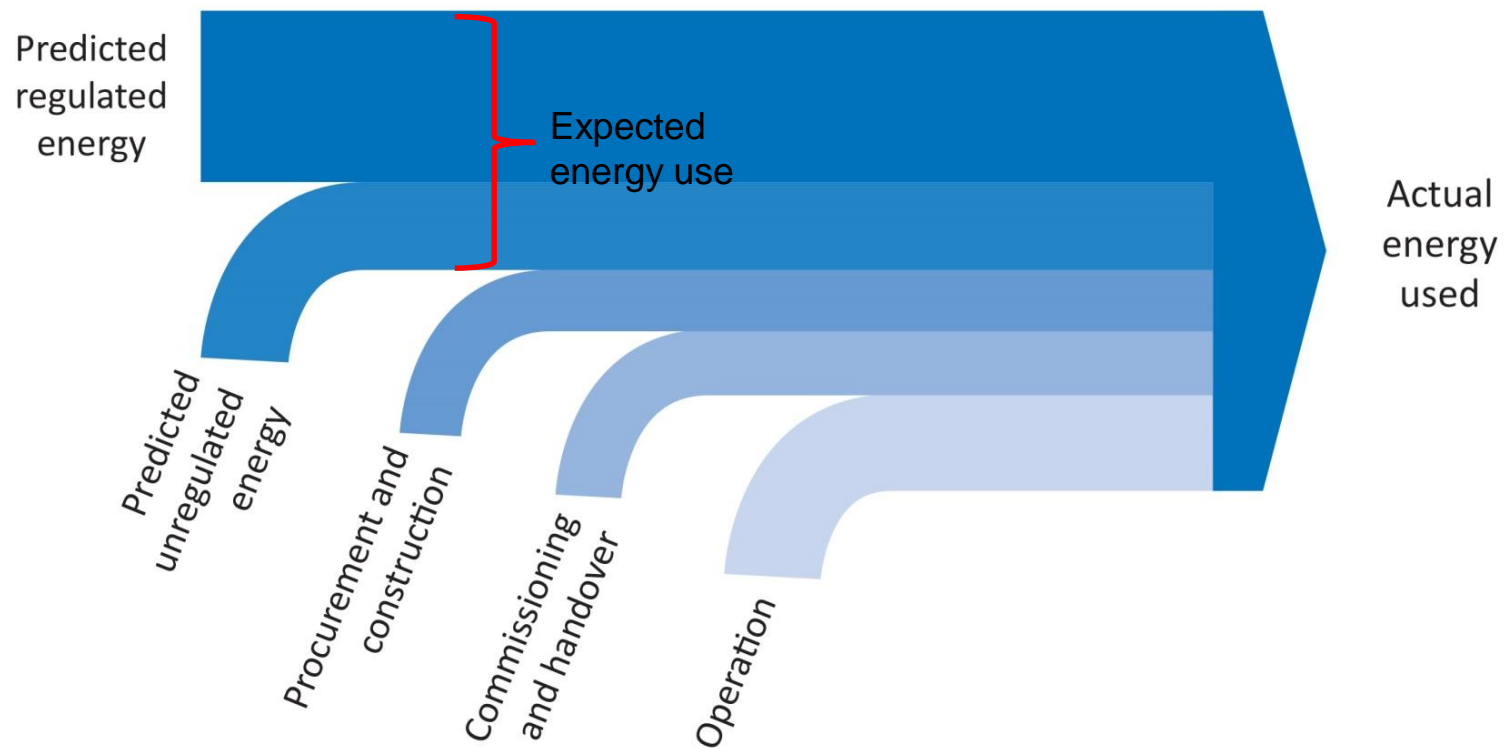 Predicted
regulated
energy
Expected
energy use
Actual
energy
used
Predicted
unregulated
energy
Procurement and
construction
Commissioning
and handover
Operation